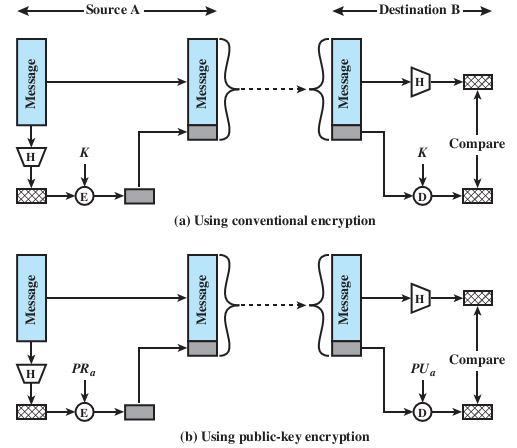 Source A
Destination B
Message
Message
Message
H
H
K
K
Compare
E
D
(a) Using conventional encryption
Message
Message
Message
H
H
PRa
PUa
Compare
E
D
(b) Using public-key encryption